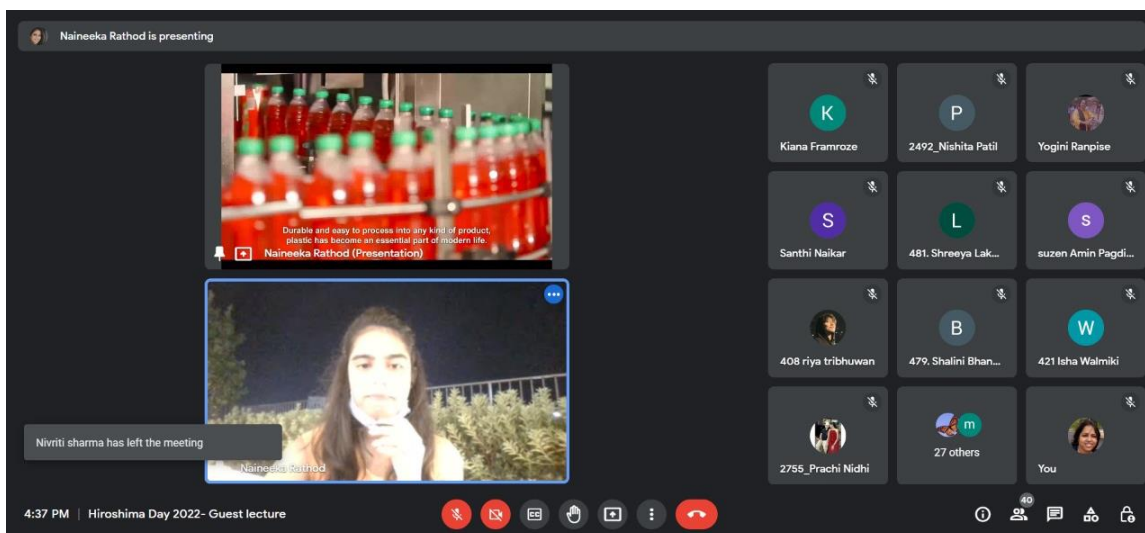 Naineeka Rathod is presenting
Durable and easy to process into any kind of product,
plastic has become an essential part of modern life.
Naineeka Rathod (Presentation)
Naineeka Rathod
Nivriti sharma has left the meeting
K
Kiana Framroze
P
2492_Nishita Patil
Yogini Ranpise
S
Santhi Naikar
L
481. Shreeya Lak...
s
suzen Amin Pagdi...
408 riya tribhuwan
B
479. Shalini Bhan...
W
421 Isha Walmiki
2755_Prachi Nidhi
m
27 others
You
4:37 PM | Hiroshima Day 2022- Guest lecture
CC
40